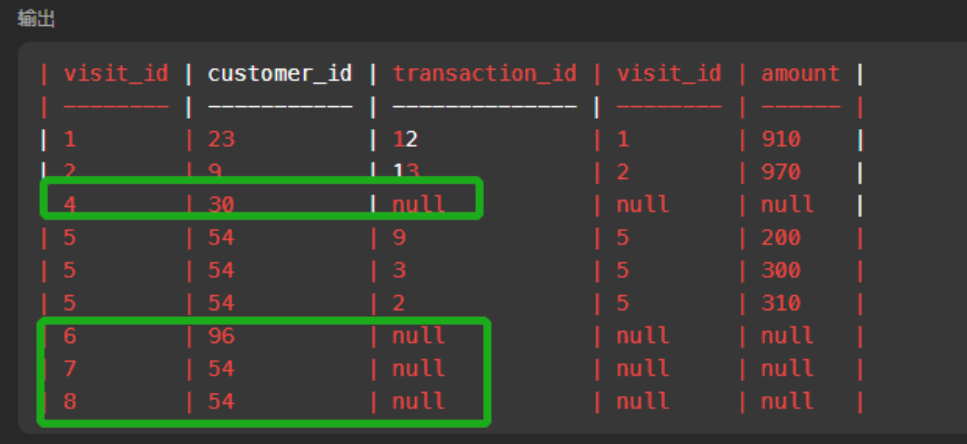 输出
| visit_id | customer_id | transaction_id | visit_id | amount |
| -------- | ----------- | -------------- | -------- | ------ |
| 1 | 23 | 12 | 1 | 910 |
| 2 | 9 | 13 | 2 | 970 |
| 4 | 30 | null | null | null |
| 5 | 54 | 9 | 5 | 200 |
| 5 | 54 | 3 | 5 | 300 |
| 5 | 54 | 2 | 5 | 310 |
| 6 | 96 | null | null | null |
| 7 | 54 | null | null | null |
| 8 | 54 | null | null | null |